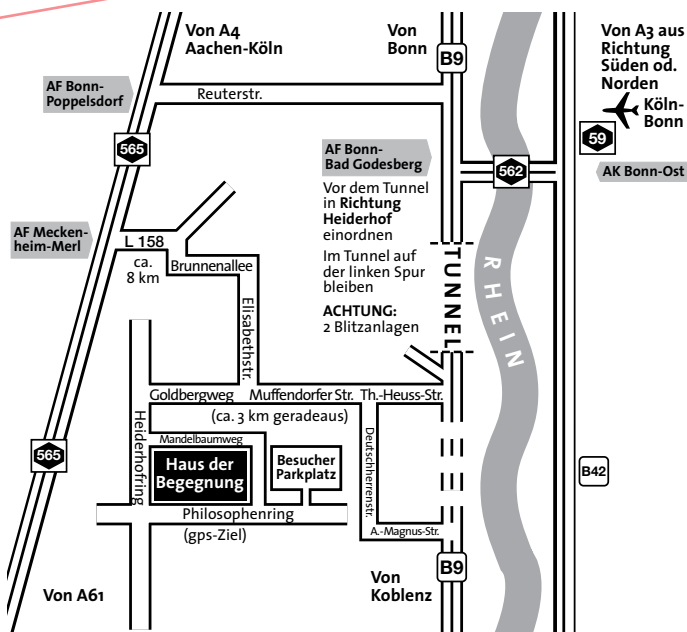 Von A4
Aachen-Köln
Von
Bonn
B9
Von A3 aus
Richtung
Süden od.
Norden
Köln-
Bonn
59
AF Bonn-
Poppelsdorf
Reuterstr.
565
AF Bonn-
Bad Godesberg
562
AK Bonn-Ost
Vor dem Tunnel
in Richtung
Heiderhof
einordnen
Im Tunnel auf
der linken Spur
bleiben
ACHTUNG:
2 Blitzanlagen
AF Mecken-
heim-Merl
L 158
ca.
8 km
Brunnenallee
Elisabethstr.
TUNNEL
RHEIN
Goldbergweg
Muffendorfer Str.
Th.-Heuss-Str.
(ca. 3 km geradeaus)
Heiderhofring
Mandelbaumweg
Deutschherrenstr.
565
Haus der
Begegnung
Besucher
Parkplatz
B42
Philosophenring
(gps-Ziel)
A.-Magnus-Str.
B9
Von A61
Von
Koblenz